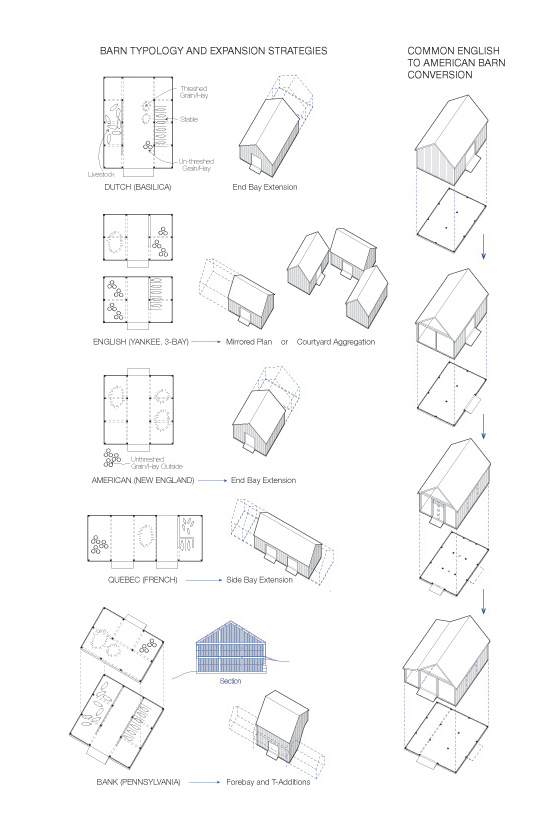 BARN TYPOLOGY AND EXPANSION STRATEGIES
COMMON ENGLISH
TO AMERICAN BARN
CONVERSION
Threshed
Grain/Hay
Stable
Un-threshed
Grain/Hay
Livestock
DUTCH (BASILICA)
End Bay Extension
ENGLISH (YANKEE, 3-BAY)
Mirrored Plan or Courtyard Aggregation
Unthreshed
Grain/Hay Outside
AMERICAN (NEW ENGLAND)
End Bay Extension
QUEBEC (FRENCH)
Side Bay Extension
Section
BANK (PENNSYLVANIA)
Forebay and T-Additions